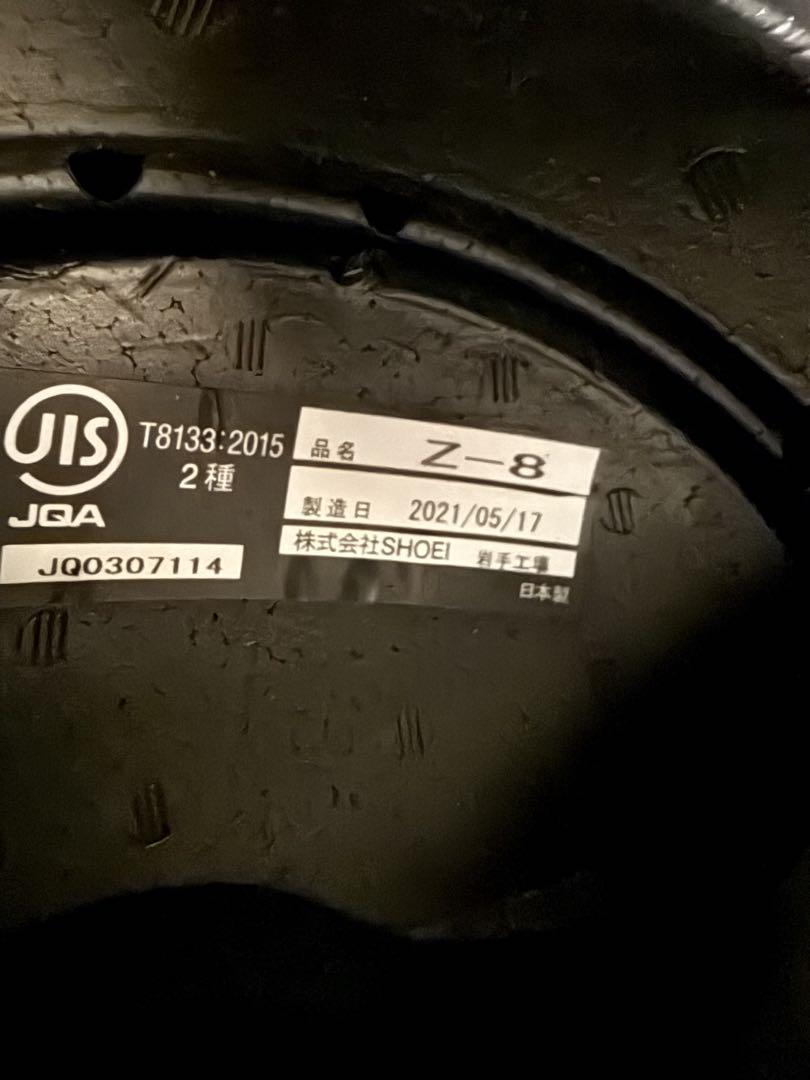 JIS
JQA
T8133:2015
2種
JQ0307114
品名 Z-8
製造日 2021/05/17
株式会社SHOEI 岩手工場
日本製